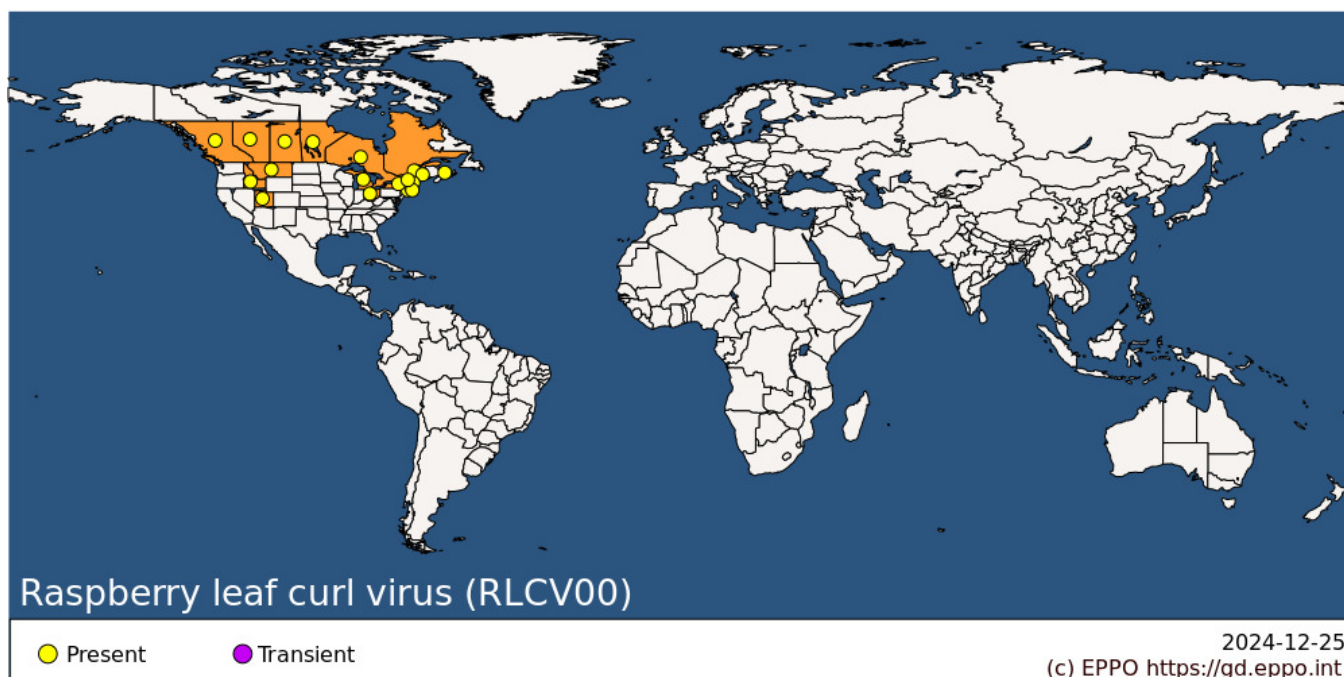 Raspberry leaf curl virus (RLCV00)
Present
Transient
2024-12-25
(c) EPPO https://gd.eppo.int